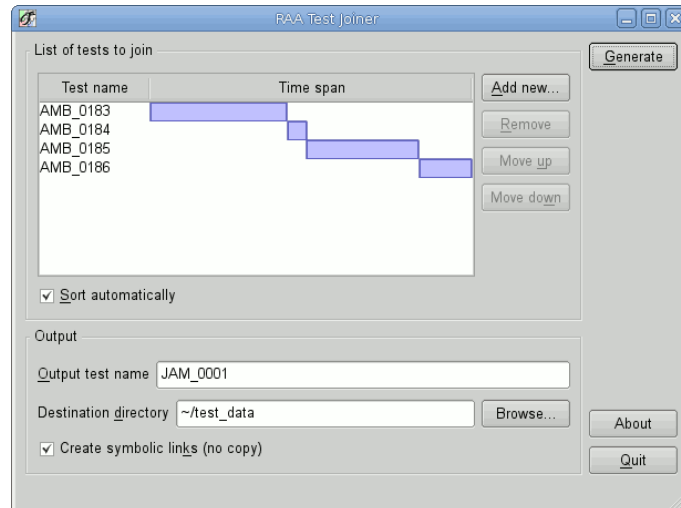 RAA Test Joiner
List of tests to join
Generate
Test name Time span
Add new...
AMB_0183
AMB_0184
Remove
AMB_0185
AMB_0186
Move up
Move down
Sort automatically
Output
Output test name JAM_0001
Destination directory ~/test_data Browse...
About
Create symbolic links (no copy)
Quit